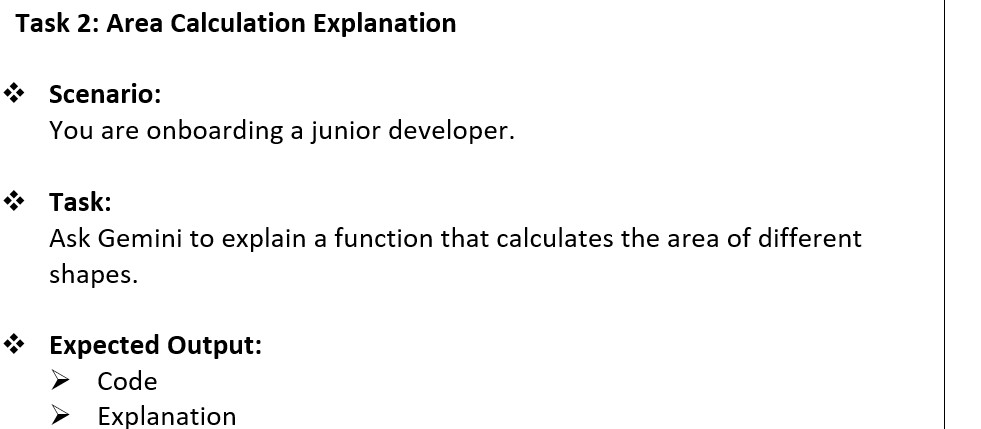 Task 2: Area Calculation Explanation
❖ Scenario:
You are onboarding a junior developer.
❖ Task:
Ask Gemini to explain a function that calculates the area of different
shapes.
❖ Expected Output:
➢ Code
➢ Explanation